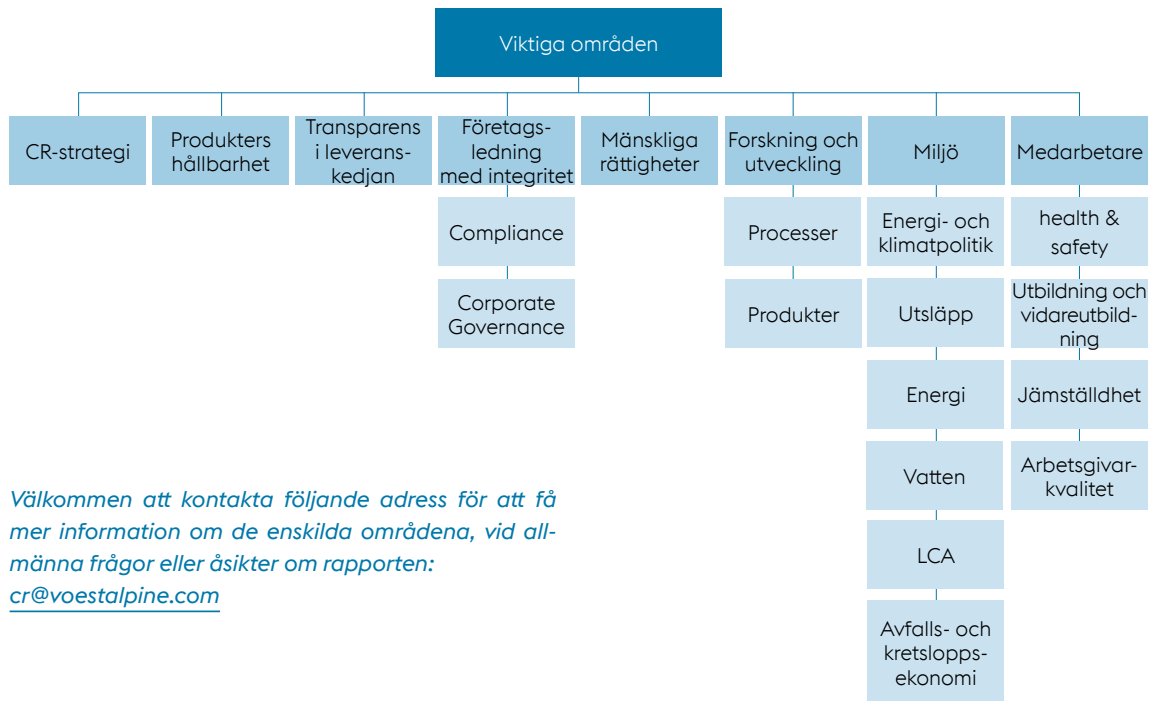 Viktiga områden
CR-strategi
Produkters
hållbarhet
Transparens
i leverans-
kedjan
Företags-
ledning
med integritet
Mänskliga
rättigheter
Forskning och
utveckling
Miljö
Medarbetare
Compliance
Corporate
Governance
Processer
Produkter
Energi- och
klimatpolitik
Utsläpp
Energi
Vatten
LCA
Avfalls- och
kretslopps-
ekonomi
health &
safety
Utbildning och
vidareutbild-
ning
Jämställdhet
Arbetsgivar-
kvalitet
Välkommen att kontakta följande adress för att få
mer information om de enskilda områdena, vid all-
männa frågor eller åsikter om rapporten:
cr@voestalpine.com